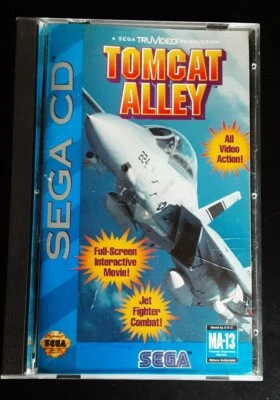 A SEGA TRUVIDEO PRODUCTION
TOMCAT
ALLEY
SEGA CD
All
Video
Action!
Full-Screen
Interactive
Movie!
Jet
Fighter
Combat!
SEGA
SEGA
MA-13